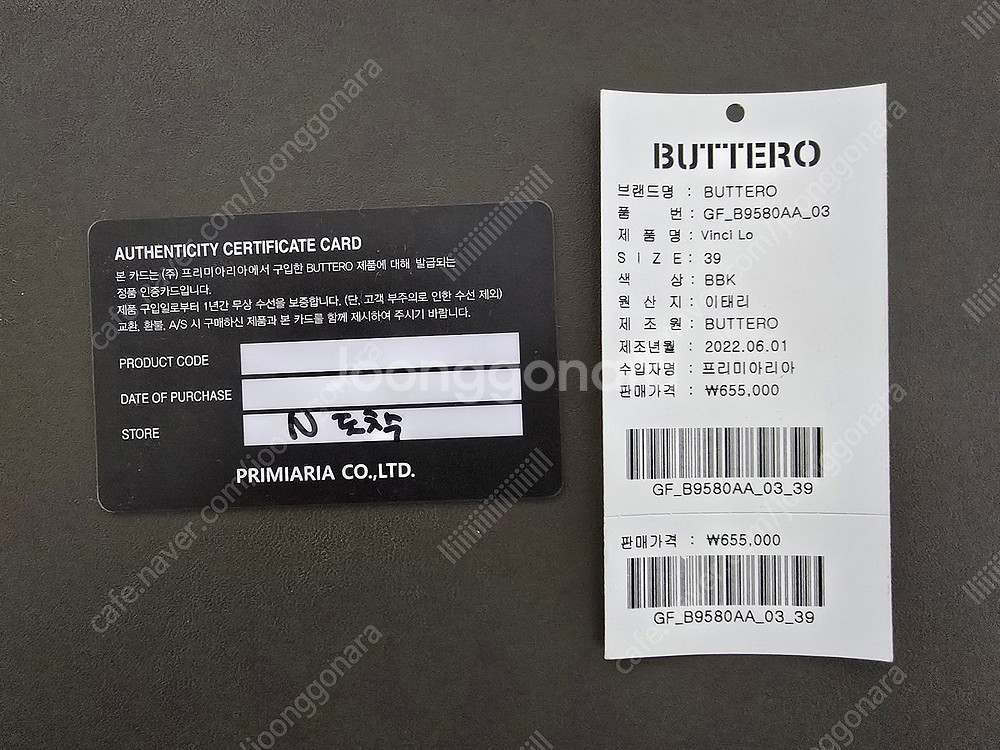 AUTHENTICITY CERTIFICATE CARD
본 카드는 (주) 프리미아리아에서 구입한 BUTTERO 제품에 대해 발급되는
정품 인증카드입니다.
제품 구입일로부터 1년간 무상 수선을 보증합니다. (단, 고객 부주의로 인한 수선 제외)
교환, 환불, A/S 시 구매하신 제품과 본 카드를 함께 제시하여 주시기 바랍니다.
PRODUCT CODE
DATE OF PURCHASE
STORE N
PRIMIARIA CO.,LTD.
BUTTERO
브랜드명 : BUTTERO
품 번 : GF_B9580AA_03
제 품 명 : Vinci Lo
S I Z E : 39
색 상 : BBK
원 산 지 : 이태리
제 조 원 : BUTTERO
제조년월 : 2022.06.01
수입자명 : 프리미아리아
판매가격 : ₩655,000
GF_B9580AA_03_39
판매가격 : ₩655,000
GF_B9580AA_03_39
cafe.naver.com/joonggonara
Joonggonara